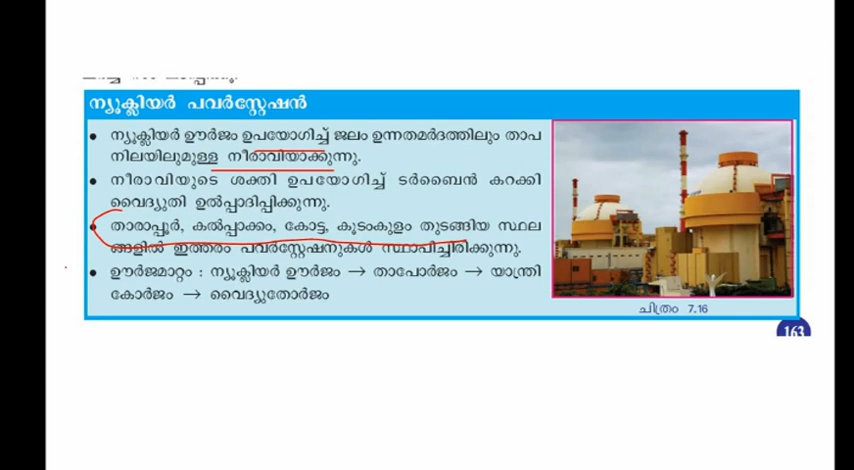 ന്യൂക്ലിയർ പവർസ്റ്റേഷൻ
• ന്യൂക്ലിയർ ഊർജം ഉപയോഗിച്ച് ജലം ഉന്നതമർദത്തിലും താപ
നിലയിലുമുള്ള നീരാവിയാക്കുന്നു.
• നീരാവിയുടെ ശക്തി ഉപയോഗിച്ച് ടർബൈൻ കറക്കി
വൈദ്യുതി ഉൽപ്പാദിപ്പിക്കുന്നു.
• താരാപ്പൂർ, കൽപ്പാക്കം, കോട്ട, കൂടംകുളം തുടങ്ങിയ സ്ഥല
ങ്ങളിൽ ഇത്തരം പവർസ്റ്റേഷനുകൾ സ്ഥാപിച്ചിരിക്കുന്നു.
• ഊർജമാറ്റം : ന്യൂക്ലിയർ ഊർജം → താപോർജം → യാന്ത്രി
കോർജം → വൈദ്യുതോർജം
ചിത്രം 7.16
163